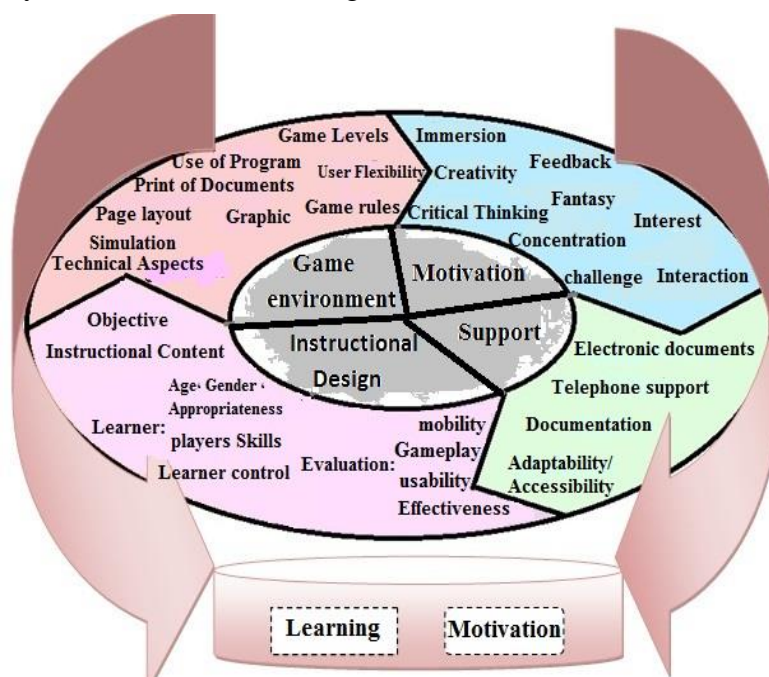 Game Levels
Use of Program
User Flexibility
Print of Documents
Page layout
Graphic
Game rules
Simulation
Technical Aspects
Immersion
Feedback
Creativity
Fantasy
Critical Thinking
Interest
Concentration
challenge
Interaction
Game
environment
Motivation
Instructional
Design
Support
Objective
Instructional Content
Age، Gender،
Appropriateness
Learner:
players Skills
Learner control
Evaluation:
mobility
Gameplay
usability
Effectiveness
Electronic documents
Telephone support
Documentation
Adaptability/
Accessibility
Learning
Motivation